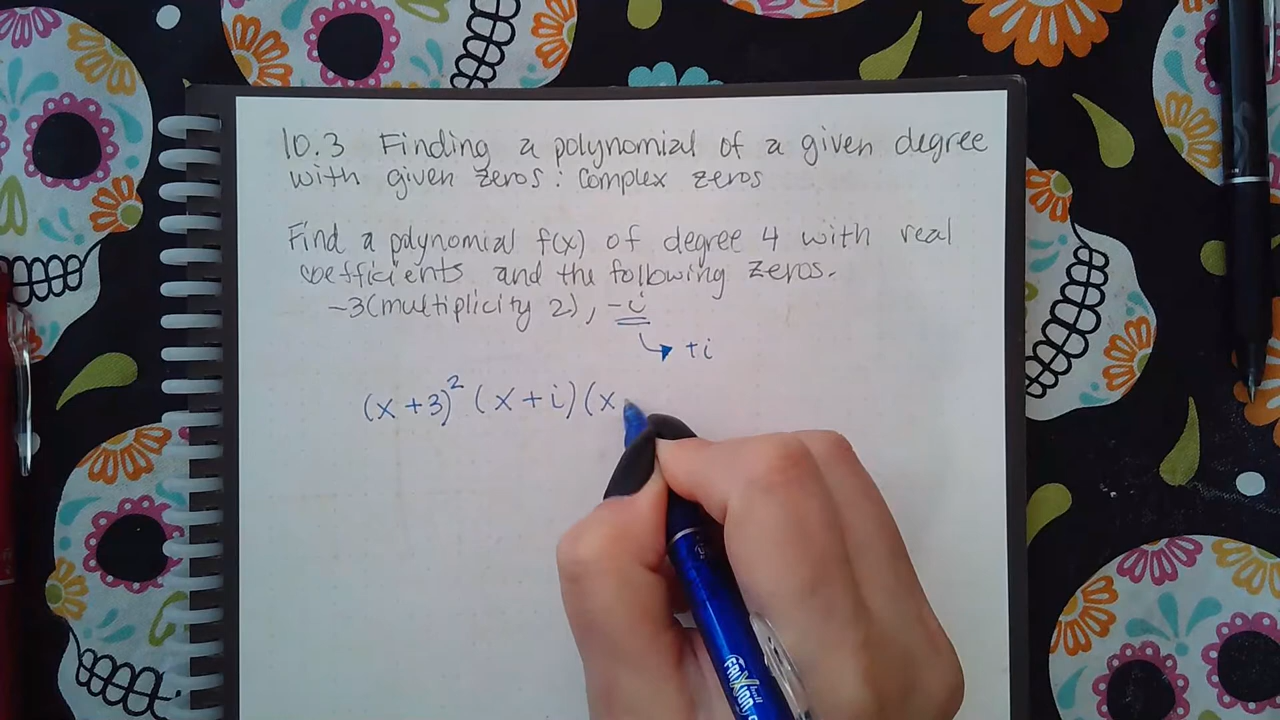 10.3 Finding a polynomial of a given degree
with given zeros: complex zeros
Find a polynomial f(x) of degree 4 with real
coefficients and the following zeros.
-3(multiplicity 2), -i
+i
(x+3)² (x+i)(x
FRIXION